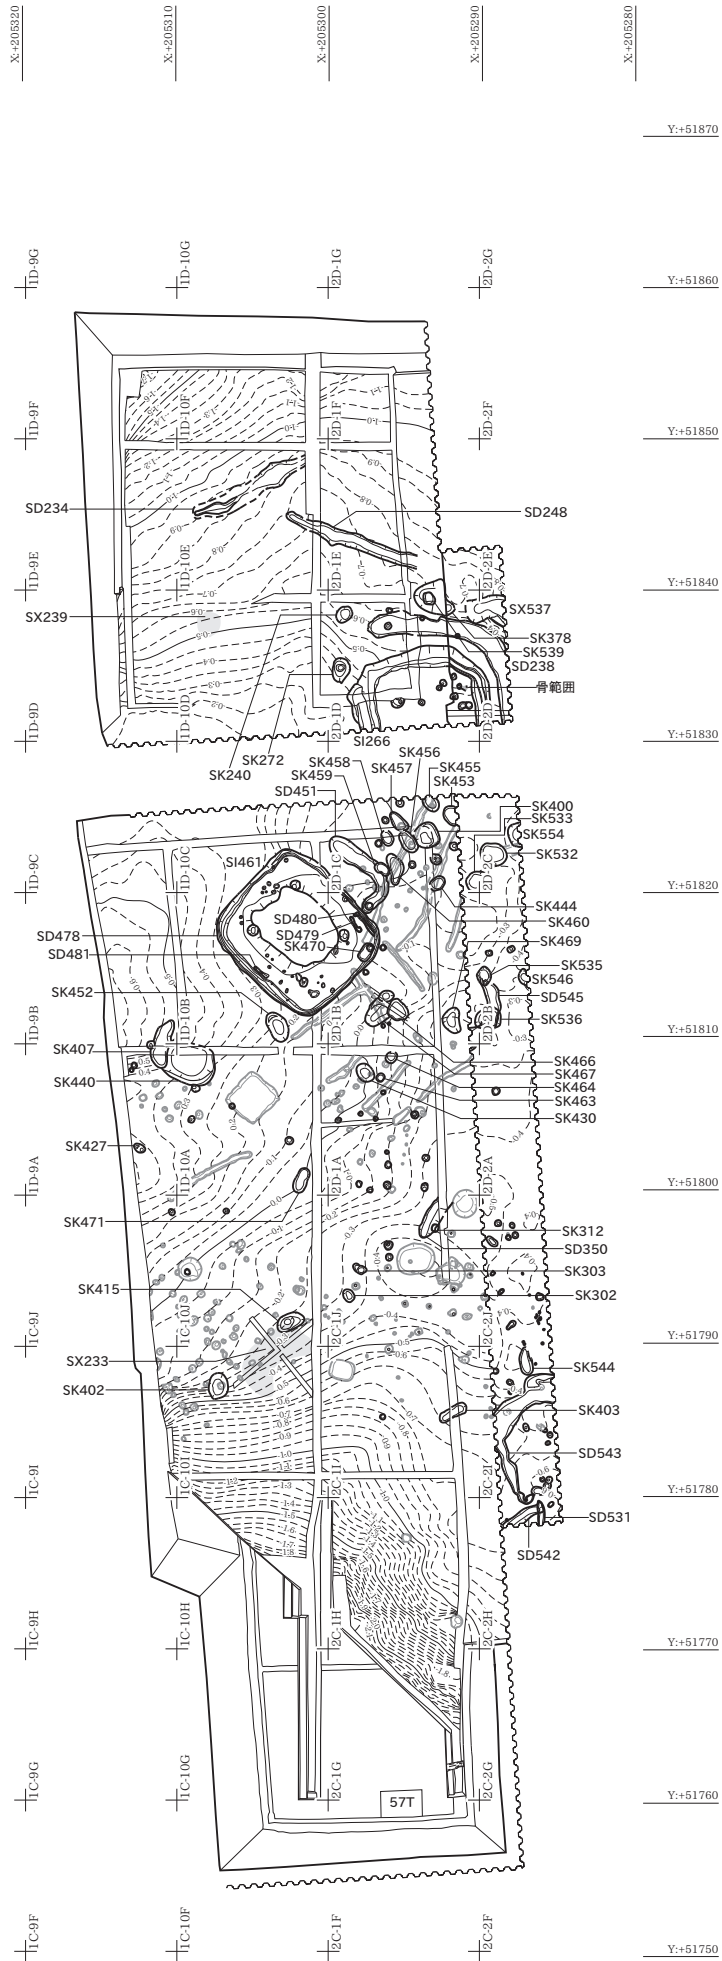 X:+205320
X:+205310
X:+205300
X:+205290
X:+205280
Y:+51870
1D-9G
1D-10G
2D-1G
2D-2G
Y:+51860
1D-9F
1D-10F
2D-1F
2D-2F
Y:+51850
SD234
SD248
1D-9E
1D-10E
2D-1E
2D-2E
Y:+51840
SX239
SX537
SK378
SK539
SD238
骨範囲
1D-9D
1D-10D
2D-1D
2D-2D
Y:+51830
SI266
SK272
SK240
SK458
SK456
SK459
SK457
SK455
SK453
SD451
SK400
SK533
SK554
SK532
SI461
1D-9C
1D-10C
2D-1C
2D-2C
Y:+51820
SK444
SD480
SK460
SD478
SD479
SK469
SD481
SK470
SK535
SK546
SK452
SD545
SK536
1D-9B
1D-10B
2D-1B
2D-2B
Y:+51810
SK407
SK466
SK467
SK440
SK464
SK463
SK430
SK427
1D-9A
1D-10A
2D-1A
2D-2A
Y:+51800
SK471
SK312
SD350
SK303
SK415
SK302
1C-9J
1C-10J
2C-1J
2C-2J
Y:+51790
SX233
SK544
SK402
SK403
SD543
1C-9I
1C-10I
2C-1I
2C-2I
Y:+51780
SD531
SD542
1C-9H
1C-10H
2C-1H
2C-2H
Y:+51770
1C-9G
1C-10G
2C-1G
2C-2G
Y:+51760
57T
1C-9F
1C-10F
2C-1F
2C-2F
Y:+51750